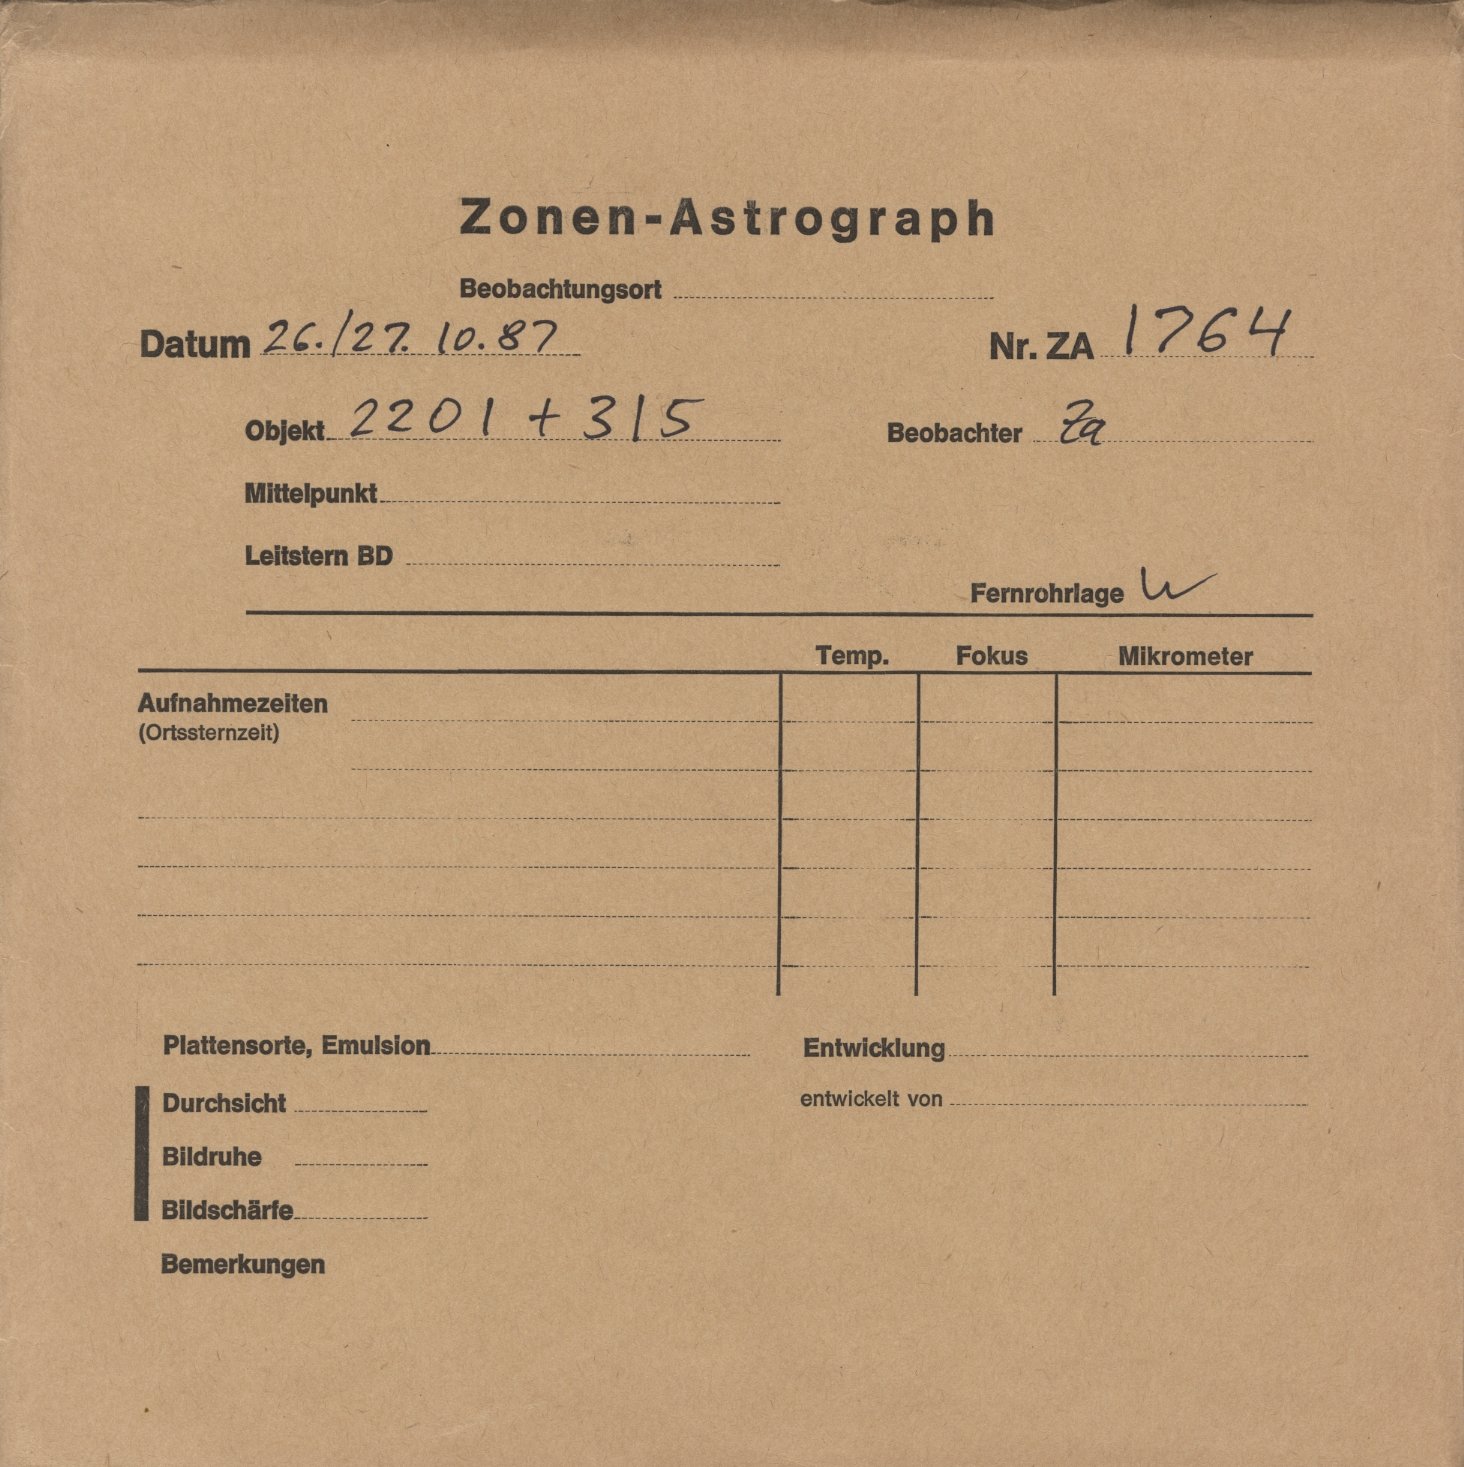 Zonen-Astrograph
Beobachtungsort
Datum 26./27. 10. 87
Nr. ZA 1764
Objekt 2201 + 315
Beobachter Za
Mittelpunkt
Leitstern BD
Fernrohrlage W
Temp. Fokus Mikrometer
Aufnahmezeiten
(Ortssternzeit)
Plattensorte, Emulsion
Entwicklung
Durchsicht
entwickelt von
Bildruhe
Bildschärfe
Bemerkungen